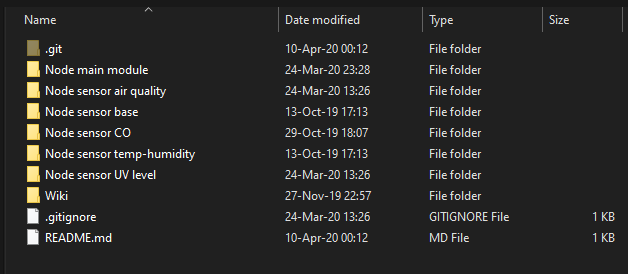 Name Date modified Type Size
.git 10-Apr-20 00:12 File folder
Node main module 24-Mar-20 23:28 File folder
Node sensor air quality 24-Mar-20 13:26 File folder
Node sensor base 13-Oct-19 17:13 File folder
Node sensor CO 29-Oct-19 18:07 File folder
Node sensor temp-humidity 13-Oct-19 17:13 File folder
Node sensor UV level 24-Mar-20 13:26 File folder
Wiki 27-Nov-19 22:57 File folder
.gitignore 24-Mar-20 13:26 GITIGNORE File 1 KB
README.md 10-Apr-20 00:12 MD File 1 KB